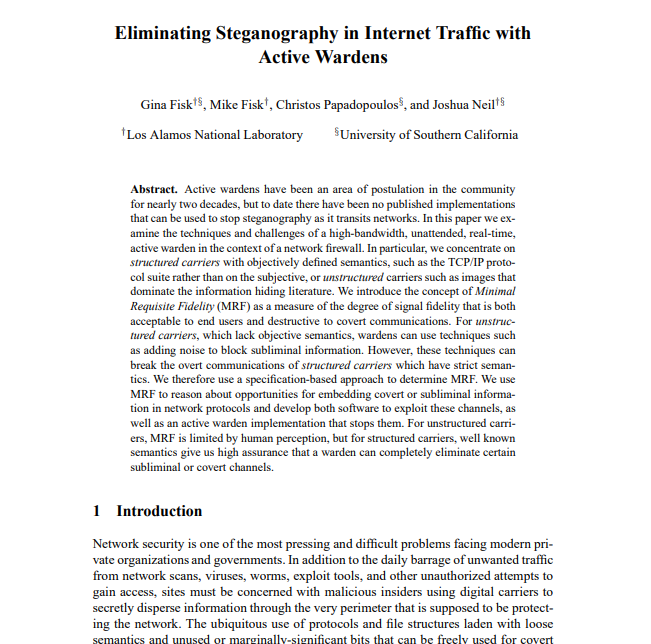 Eliminating Steganography in Internet Traffic with
Active Wardens
Gina Fisk†§, Mike Fisk†, Christos Papadopoulos§, and Joshua Neil†§
†Los Alamos National Laboratory §University of Southern California
Abstract. Active wardens have been an area of postulation in the community
for nearly two decades, but to date there have been no published implementations
that can be used to stop steganography as it transits networks. In this paper we ex-
amine the techniques and challenges of a high-bandwidth, unattended, real-time,
active warden in the context of a network firewall. In particular, we concentrate on
structured carriers with objectively defined semantics, such as the TCP/IP proto-
col suite rather than on the subjective, or unstructured carriers such as images that
dominate the information hiding literature. We introduce the concept of Minimal
Requisite Fidelity (MRF) as a measure of the degree of signal fidelity that is both
acceptable to end users and destructive to covert communications. For unstruc-
tured carriers, which lack objective semantics, wardens can use techniques such
as adding noise to block subliminal information. However, these techniques can
break the overt communications of structured carriers which have strict seman-
tics. We therefore use a specification-based approach to determine MRF. We use
MRF to reason about opportunities for embedding covert or subliminal informa-
tion in network protocols and develop both software to exploit these channels, as
well as an active warden implementation that stops them. For unstructured carri-
ers, MRF is limited by human perception, but for structured carriers, well known
semantics give us high assurance that a warden can completely eliminate certain
subliminal or covert channels.
1 Introduction
Network security is one of the most pressing and difficult problems facing modern pri-
vate organizations and governments. In addition to the daily barrage of unwanted traffic
from network scans, viruses, worms, exploit tools, and other unauthorized attempts to
gain access, sites must be concerned with malicious insiders using digital carriers to
secretly disperse information through the very perimeter that is supposed to be protect-
ing the network. The ubiquitous use of protocols and file structures laden with loose
semantics and unused or marginally-significant bits that can be freely used for covert